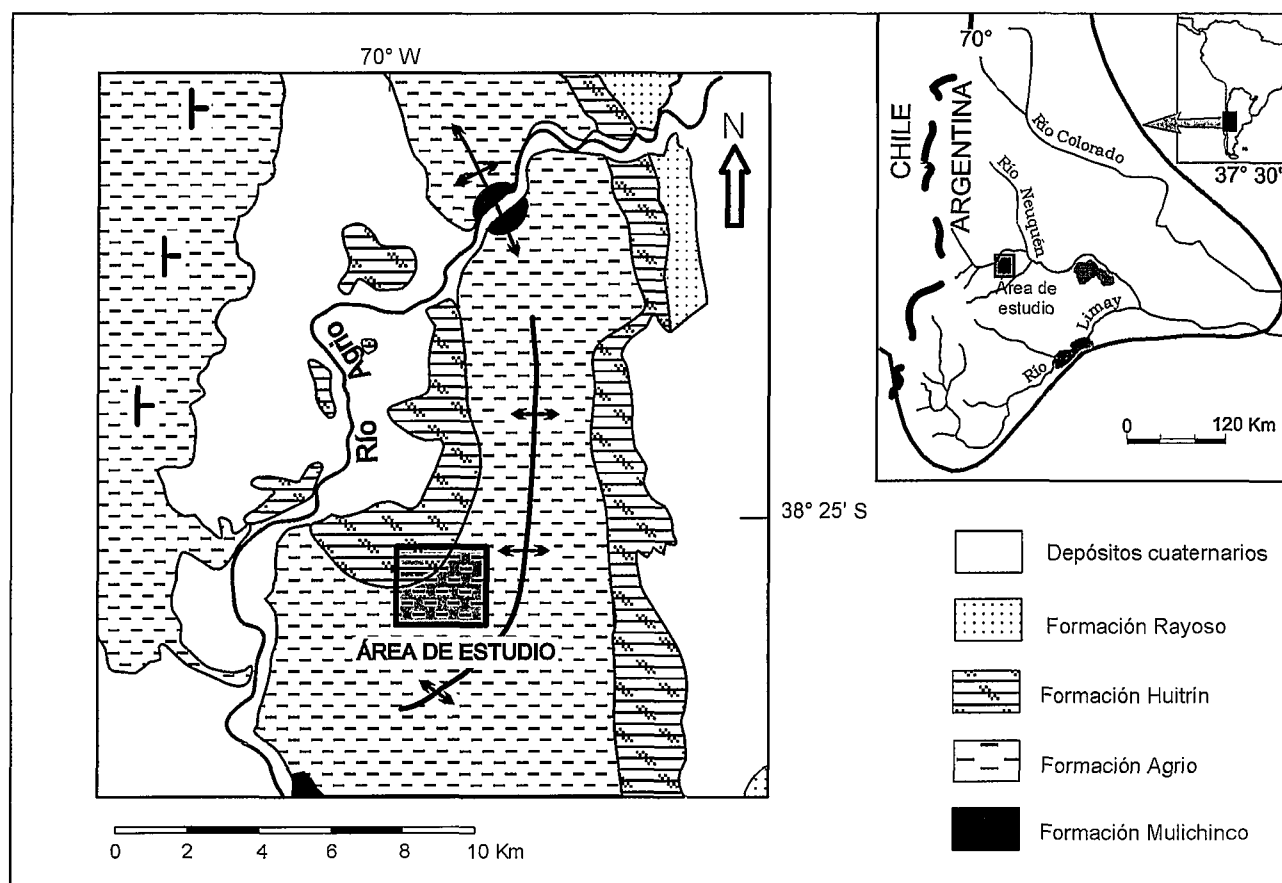 70° W
N
Río
Agrio
38° 25' S
ÁREA DE ESTUDIO
0 2 4 6 8 10 Km
70°
CHILE
ARGENTINA
Río Colorado
Río Neuquén
Área de
estudio
Río Limay
0 120 Km
37° 30'
Depósitos cuaternarios
Formación Rayoso
Formación Huitrín
Formación Agrio
Formación Mulichinco